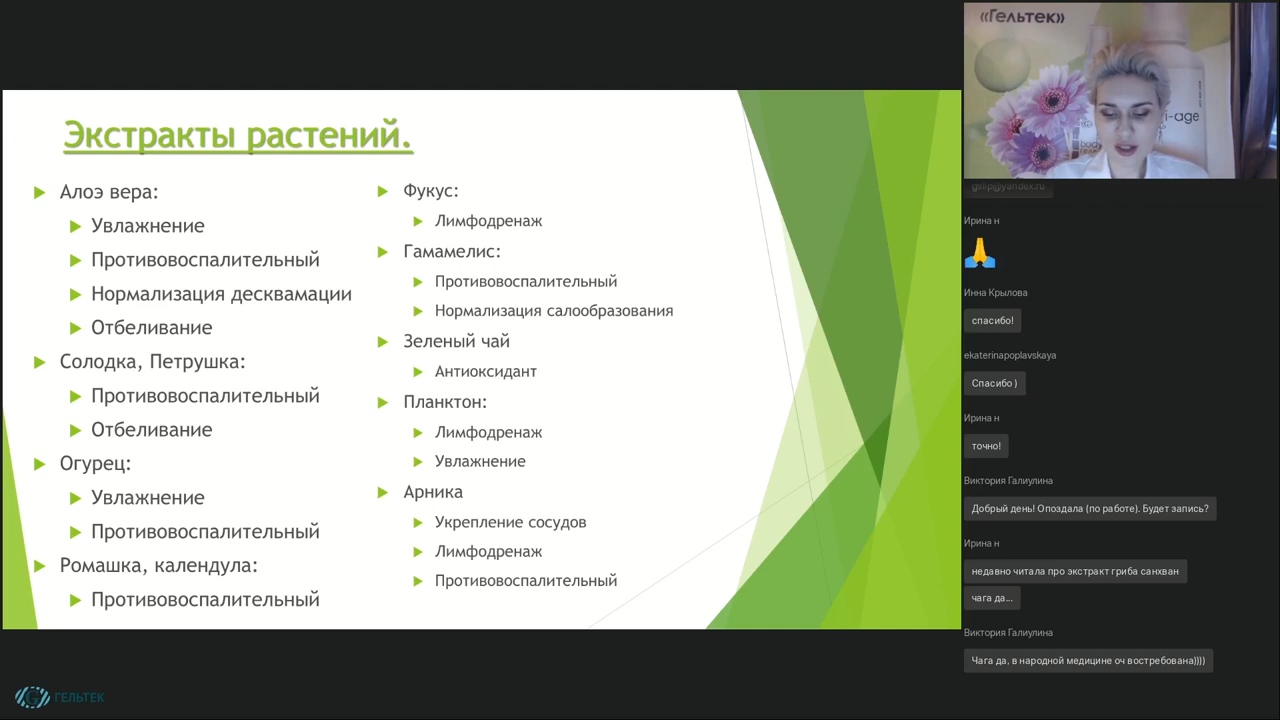 Экстракты растений.
Алоэ вера:
Увлажнение
Противовоспалительный
Нормализация десквамации
Отбеливание
Солодка, Петрушка:
Противовоспалительный
Отбеливание
Огурец:
Увлажнение
Противовоспалительный
Ромашка, календула:
Противовоспалительный
Фукус:
Лимфодренаж
Гамамелис:
Противовоспалительный
Нормализация салообразования
Зеленый чай
Антиоксидант
Планктон:
Лимфодренаж
Увлажнение
Арника
Укрепление сосудов
Лимфодренаж
Противовоспалительный
ГЕЛЬТЕК
«Гельтек»
i-age
Ирина н
Инна Крылова
спасибо!
ekaterinapoplavskaya
Спасибо )
Ирина н
точно!
Виктория Галиулина
Добрый день! Опоздала (по работе). Будет запись?
Ирина н
недавно читала про экстракт гриба санхван
чага да...
Виктория Галиулина
Чага да, в народной медицине оч востребована))))